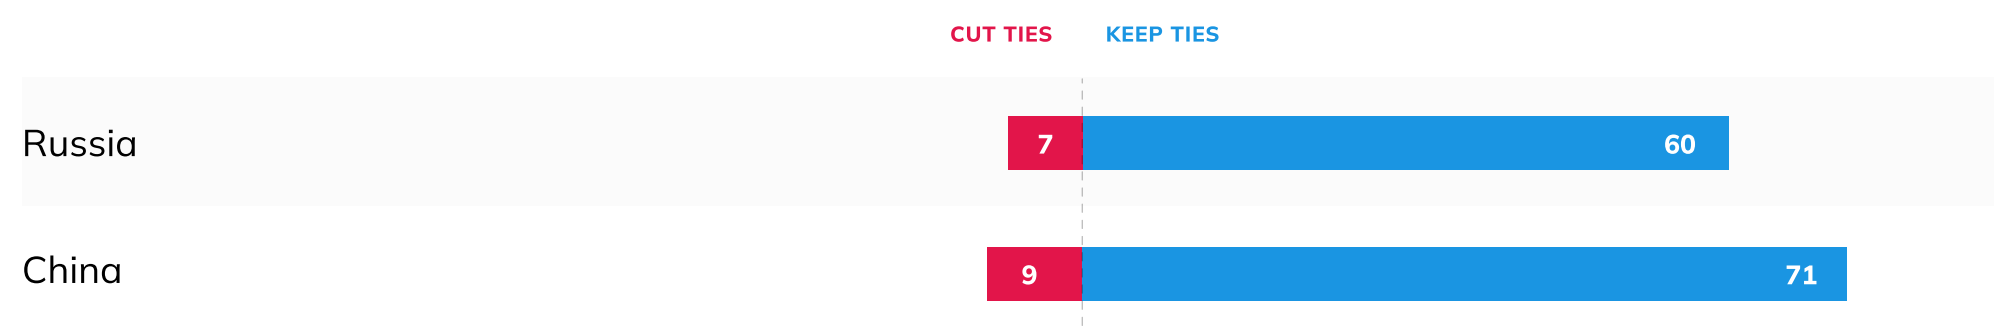 CUT TIES KEEP TIES
Russia 7 60
China 9 71